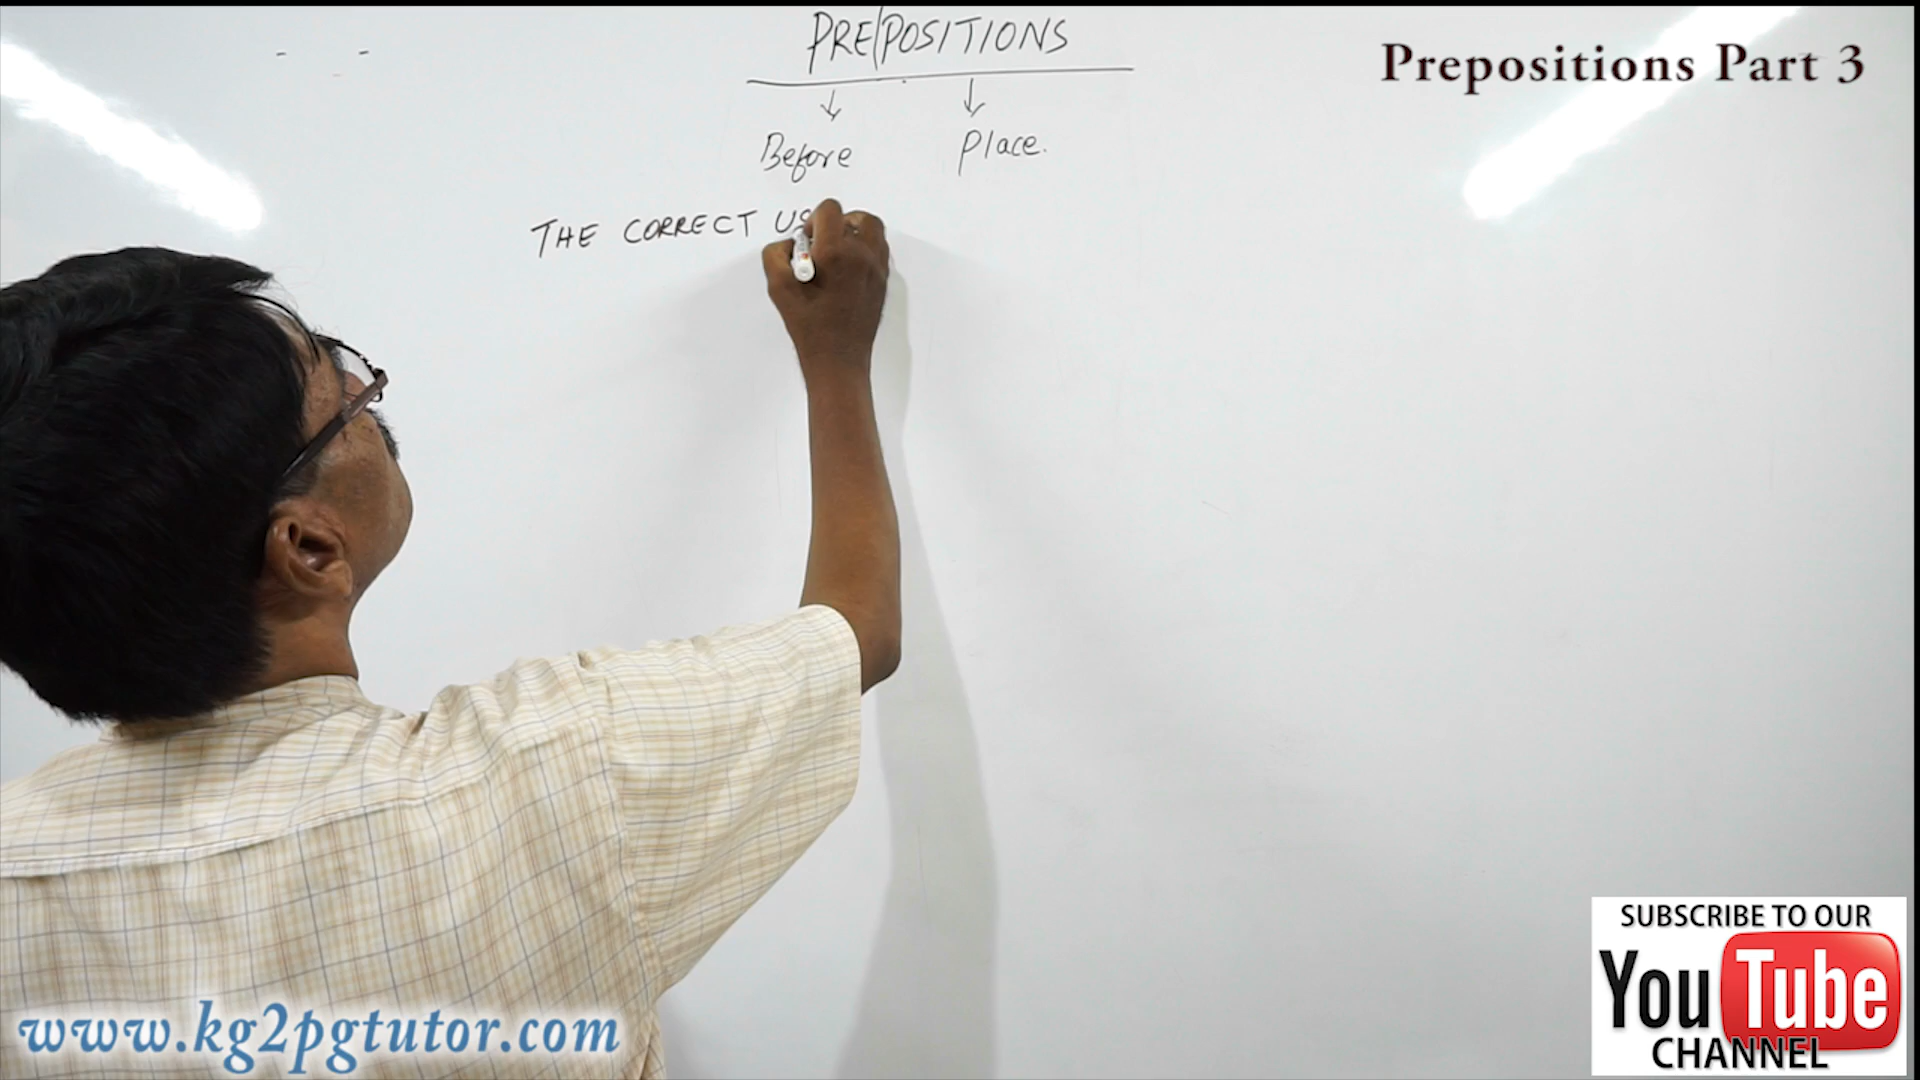 PRE|POSITIONS
Prepositions Part 3
Before Place.
THE CORRECT US
SUBSCRIBE TO OUR
YouTube
CHANNEL
www.kg2pgtutor.com